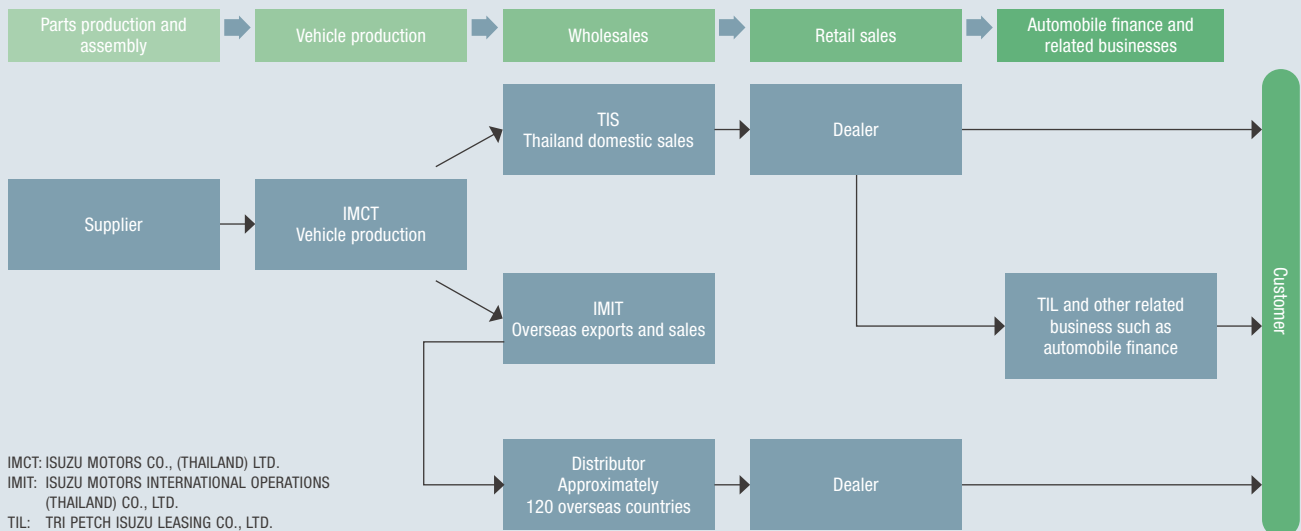 Parts production and
assembly
Vehicle production
Wholesales
Retail sales
Automobile finance and
related businesses
TIS
Thailand domestic sales
Dealer
Supplier
IMCT
Vehicle production
IMIT
Overseas exports and sales
TIL and other related
business such as
automobile finance
Customer
Distributor
Approximately
120 overseas countries
Dealer
IMCT: ISUZU MOTORS CO., (THAILAND) LTD.
IMIT: ISUZU MOTORS INTERNATIONAL OPERATIONS
(THAILAND) CO., LTD.
TIL: TRI PETCH ISUZU LEASING CO., LTD.